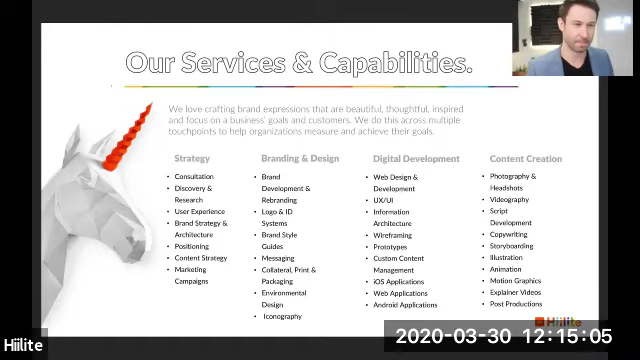 Our Services & Capabilities.
We love crafting brand expressions that are beautiful, thoughtful, inspired
and focus on a business' goals and customers. We do this across multiple
touchpoints to help organizations measure and achieve their goals.
Strategy
• Consultation
• Discovery &
Research
• User Experience
• Brand Strategy &
Architecture
• Positioning
• Content Strategy
• Marketing
Campaigns
Branding & Design
• Brand
Development &
Rebranding
• Logo & ID
Systems
• Brand Style
Guides
• Messaging
• Collateral, Print &
Packaging
• Environmental
Design
• Iconography
Digital Development
• Web Design &
Development
• UX/UI
• Information
Architecture
• Wireframing
• Prototypes
• Custom Content
Management
• iOS Applications
• Web Applications
• Android Applications
Content Creation
• Photography &
Headshots
• Videography
• Script
Development
• Copywriting
• Storyboarding
• Illustration
• Animation
• Motion Graphics
• Explainer Videos
• Post Productions
Hiilite
2020-03-30 12:15:05
Hiilite